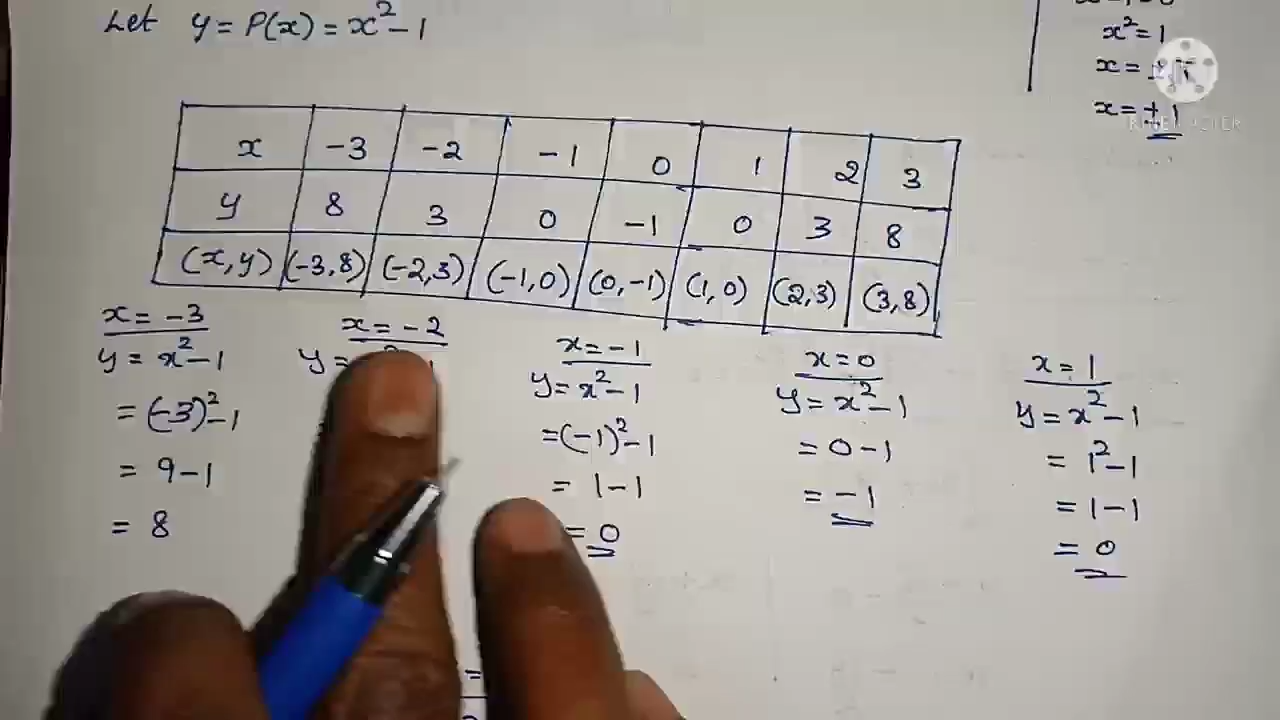 Let y = P(x) = x² - 1
x² = 1
x = ±1
x -3 -2 -1 0 1 2 3
y 8 3 0 -1 0 3 8
(x,y) (-3,8) (-2,3) (-1,0) (0,-1) (1,0) (2,3) (3,8)
x = -3
y = x² - 1
= (-3)² - 1
= 9 - 1
= 8
x = -2
y =
x = -1
y = x² - 1
= (-1)² - 1
= 1 - 1
= 0
x = 0
y = x² - 1
= 0 - 1
= -1
x = 1
y = x² - 1
= 1² - 1
= 1 - 1
= 0